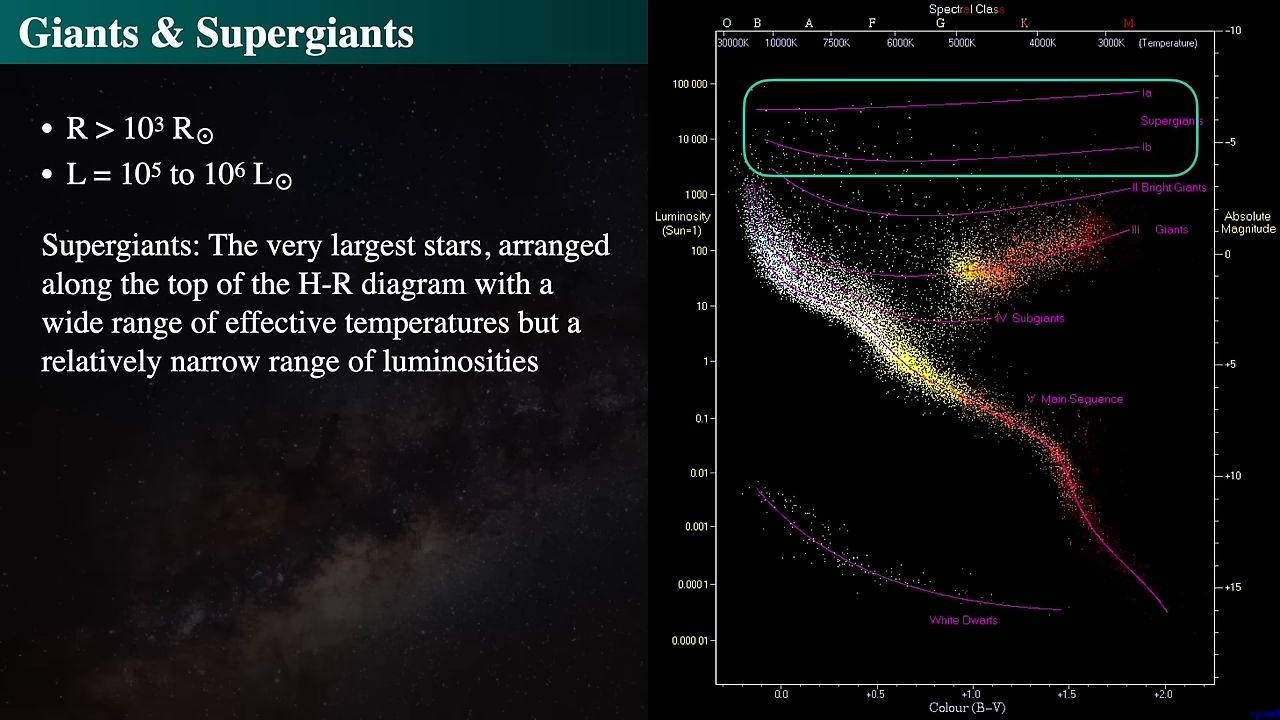 Giants & Supergiants
• R > 10³ R☉
• L = 10⁵ to 10⁶ L☉
Supergiants: The very largest stars, arranged
along the top of the H-R diagram with a
wide range of effective temperatures but a
relatively narrow range of luminosities
Spectral Class
O B A F G K M
30000K 10000K 7500K 6000K 5000K 4000K 3000K (Temperature)
−10
100 000
Ia
Supergiants
10 000
−5
Ib
1 000
II Bright Giants
Luminosity
(Sun=1)
Absolute
Magnitude
III Giants
100
0
10
IV Subgiants
1
+5
V Main Sequence
0.1
0.01
+10
0.001
0.0001
+15
White Dwarfs
0.000 01
0.0 +0.5 +1.0 +1.5 +2.0
Colour (B−V)